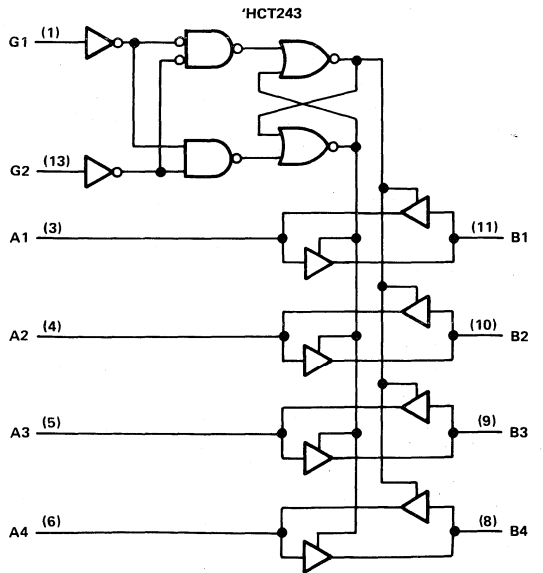 'HCT243
G1 (1)
G2 (13)
A1 (3) (11) B1
A2 (4) (10) B2
A3 (5) (9) B3
A4 (6) (8) B4